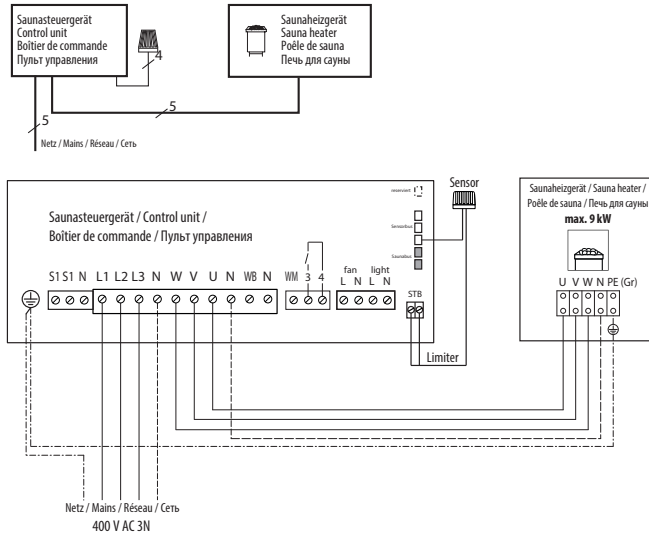 Saunasteuergerät
Control unit
Boîtier de commande
Пульт управления
4
Saunaheizgerät
Sauna heater
Poêle de sauna
Печь для сауны
5
5
Netz / Mains / Réseau / Сеть
reserviert
Sensor
Saunasteuergerät / Control unit /
Boîtier de commande / Пульт управления
Sensorbus
Saunabus
S1 S1 N L1 L2 L3 N W V U N WB N WM 3 4
fan light
L N L N
STB
Limiter
Saunaheizgerät / Sauna heater /
Poêle de sauna / Печь для сауны
max. 9 kW
U V W N PE (Gr)
Netz / Mains / Réseau / Сеть
400 V AC 3N